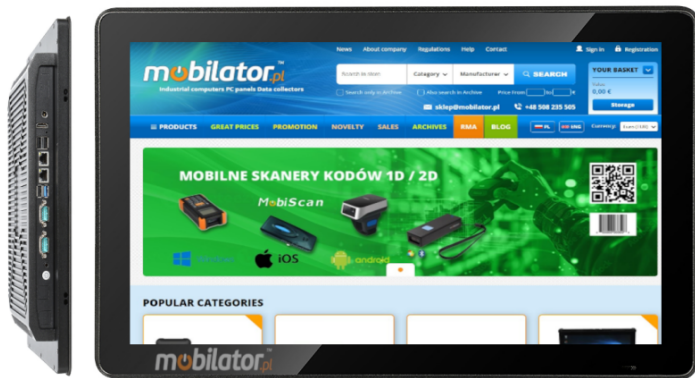 News About company Regulations Help Contact
Sign in Registration
mobilator.pl ™
Industrial computers PC panels Data collectors
Category
Manufacturer
SEARCH
YOUR BASKET
Search only in Archive
Also search in Archive
Price from
0,00 €
Storage
sklep@mobilator.pl +48 508 235 505
PRODUCTS GREAT PRICES PROMOTION NOVELTY SALES ARCHIVES RMA BLOG PL ENG Currency:
MOBILNE SKANERY KODÓW 1D / 2D
MobiScan
iOS
android
POPULAR CATEGORIES
mobilator.pl ™